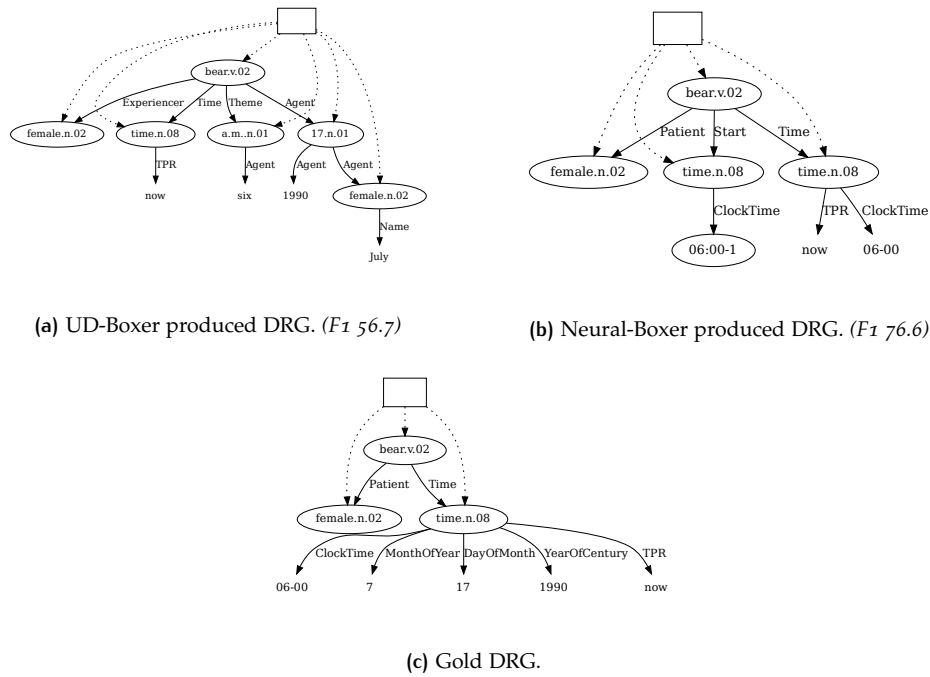 bear.v.02
Experiencer Time Theme Agent
female.n.02 time.n.08 a.m..n.01 17.n.01
TPR Agent Agent Agent
now six 1990 female.n.02
Name
July
(a) UD-Boxer produced DRG. (F1 56.7)
bear.v.02
Patient Start Time
female.n.02 time.n.08 time.n.08
ClockTime TPR ClockTime
06:00-1 now 06-00
(b) Neural-Boxer produced DRG. (F1 76.6)
bear.v.02
Patient Time
female.n.02 time.n.08
ClockTime MonthOfYear DayOfMonth YearOfCentury TPR
06-00 7 17 1990 now
(c) Gold DRG.